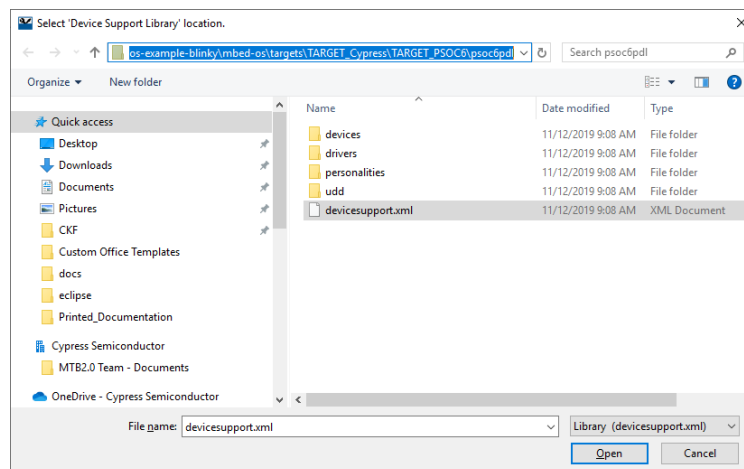 Select 'Device Support Library' location.
os-example-blinky\mbed-os\targets\TARGET_Cypress\TARGET_PSOC6\psoc6pdl
Search psoc6pdl
Organize
New folder
Name
Date modified
Type
Quick access
Desktop
Downloads
Documents
Pictures
CKF
Custom Office Templates
docs
eclipse
Printed_Documentation
Cypress Semiconductor
MTB2.0 Team - Documents
OneDrive - Cypress Semiconductor
devices 11/12/2019 9:08 AM File folder
drivers 11/12/2019 9:08 AM File folder
personalities 11/12/2019 9:08 AM File folder
udd 11/12/2019 9:08 AM File folder
devicesupport.xml 11/12/2019 9:08 AM XML Document
File name: devicesupport.xml
Library (devicesupport.xml)
Open
Cancel